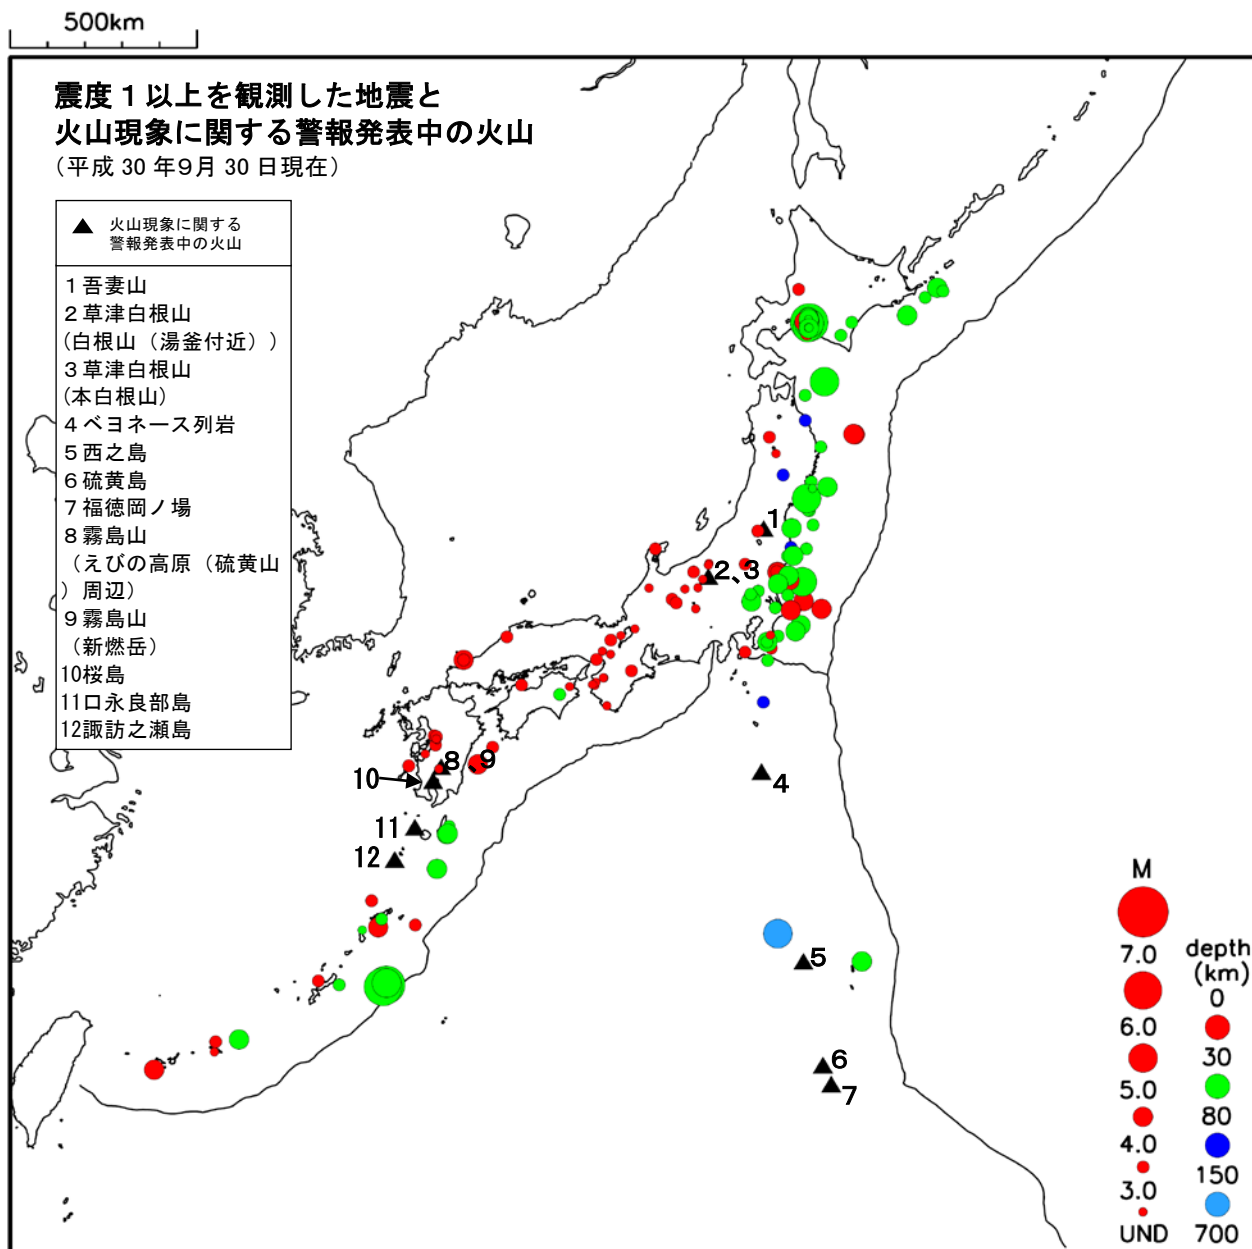 500km
震度１以上を観測した地震と
火山現象に関する警報発表中の火山
（平成 30 年９月 30 日現在）
▲ 火山現象に関する
警報発表中の火山
１吾妻山
２草津白根山
(白根山（湯釜付近））
３草津白根山
(本白根山)
４ベヨネース列岩
５西之島
６硫黄島
７福徳岡ノ場
８霧島山
（えびの高原（硫黄山
）周辺）
９霧島山
（新燃岳）
10桜島
11口永良部島
12諏訪之瀬島
1
2、3
8
9
10
4
11
12
5
6
7
M
7.0
6.0
5.0
4.0
3.0
UND
depth
(km)
0
30
80
150
700